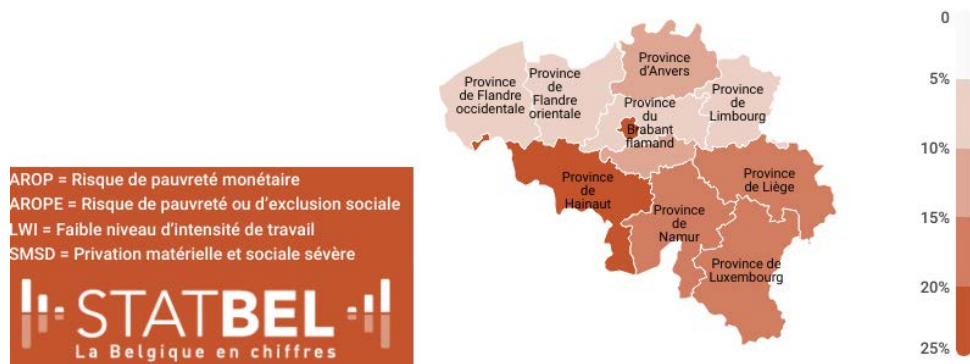 AROP = Risque de pauvreté monétaire
AROPE = Risque de pauvreté ou d'exclusion sociale
LWI = Faible niveau d'intensité de travail
SMSD = Privation matérielle et sociale sévère
STATBEL
La Belgique en chiffres
Province
de Flandre
occidentale
Province
de
Flandre
orientale
Province
d'Anvers
Province
du
Brabant
flamand
Province
de
Limbourg
Province
de
Hainaut
Province
de
Namur
Province
de Liège
Province de
Luxembourg
0
5%
10%
15%
20%
25%